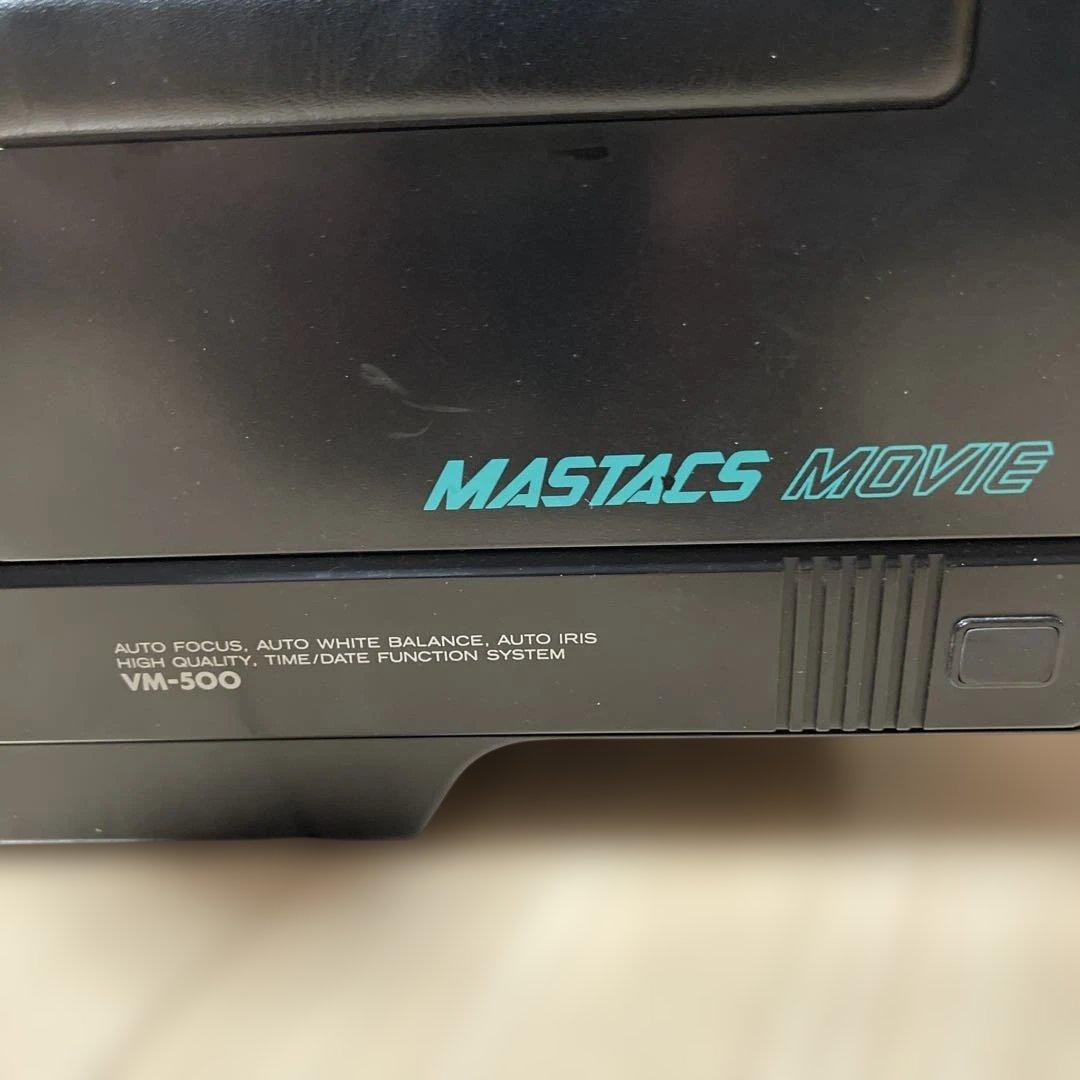 MASTACS MOVIE
AUTO FOCUS, AUTO WHITE BALANCE, AUTO IRIS
HIGH QUALITY, TIME/DATE FUNCTION SYSTEM
VM-500